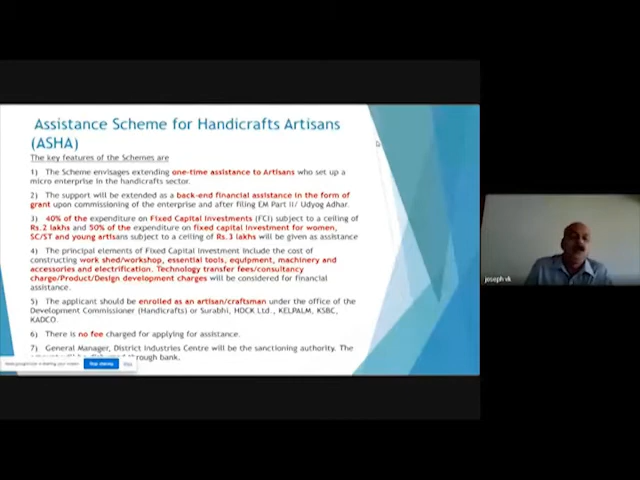 Assistance Scheme for Handicrafts Artisans
(ASHA)
The key features of the Schemes are
1) The Scheme envisages extending one-time assistance to Artisans who set up a
micro enterprise in the handicrafts sector.
2) The support will be extended as a back-end financial assistance in the form of
grant upon commissioning of the enterprise and after filing EM Part II/ Udyog Adhar.
3) 40% of the expenditure on Fixed Capital Investments (FCI) subject to a ceiling of
Rs.2 lakhs and 50% of the expenditure on fixed capital investment for women,
SC/ST and young artisans subject to a ceiling of Rs.3 lakhs will be given as assistance
4) The principal elements of Fixed Capital Investment include the cost of
constructing work shed/workshop, essential tools, equipment, machinery and
accessories and electrification. Technology transfer fees/consultancy
charge/Product/Design development charges will be considered for financial
assistance.
5) The applicant should be enrolled as an artisan/craftsman under the office of the
Development Commissioner (Handicrafts) or Surabhi, HDCK Ltd., KELPALM, KSBC,
KADCO.
6) There is no fee charged for applying for assistance.
7) General Manager, District Industries Centre will be the sanctioning authority. The
through bank.
Stop sharing
Hide
joseph vk